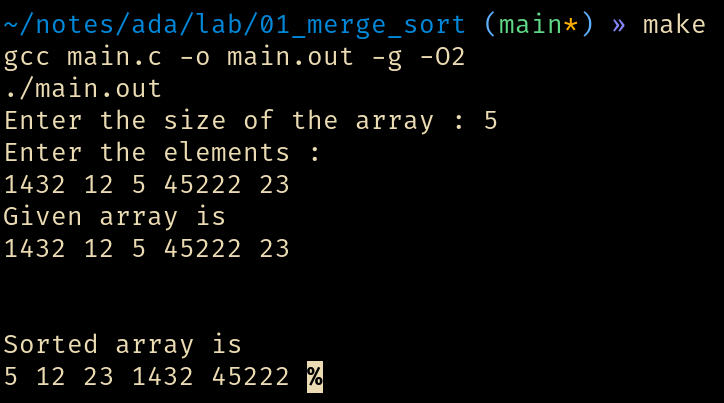 ~/notes/ada/lab/01_merge_sort (main*) » make
gcc main.c -o main.out -g -O2
./main.out
Enter the size of the array : 5
Enter the elements :
1432 12 5 45222 23
Given array is
1432 12 5 45222 23
Sorted array is
5 12 23 1432 45222 %